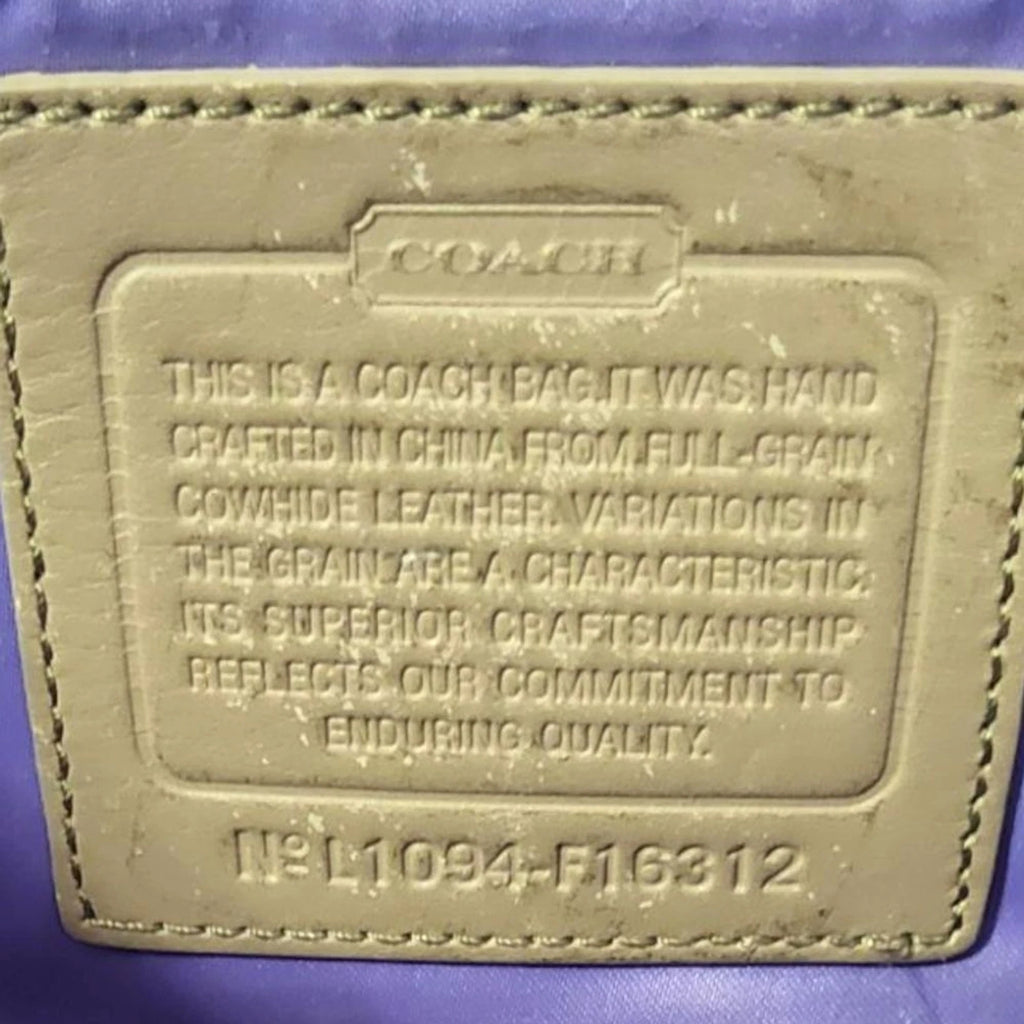 COACH
THIS IS A COACH BAG. IT WAS HAND
CRAFTED IN CHINA FROM FULL-GRAIN
COWHIDE LEATHER. VARIATIONS IN
THE GRAIN ARE A CHARACTERISTIC.
ITS SUPERIOR CRAFTSMANSHIP
REFLECTS OUR COMMITMENT TO
ENDURING QUALITY.
Nº L1094-F16312